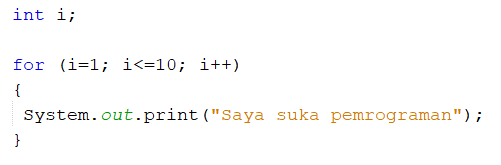 int i;
for (i=1; i<=10; i++)
{
System.out.print("Saya suka pemrograman");
}